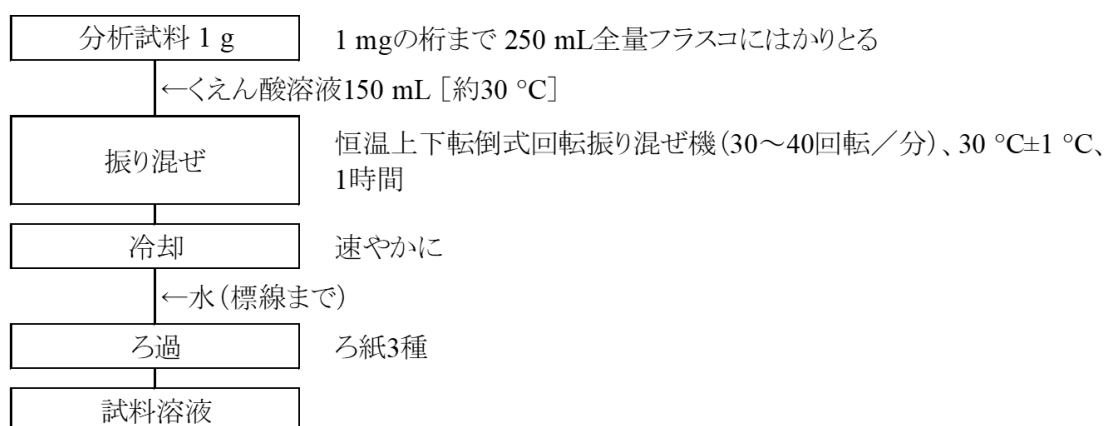 分析試料 1 g
1 mgの桁まで 250 mL全量フラスコにはかりとる
←くえん酸溶液150 mL [約30 °C]
振り混ぜ
恒温上下転倒式回転振り混ぜ機(30～40回転／分)、30 °C±1 °C、
1時間
冷却
速やかに
←水(標線まで)
ろ過
ろ紙3種
試料溶液